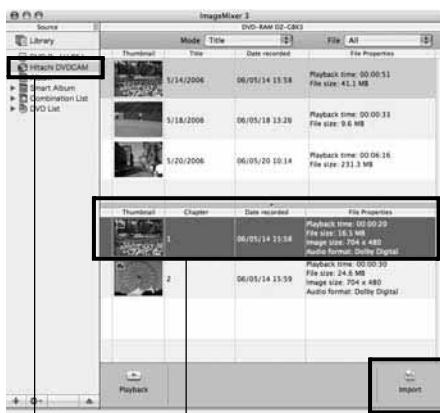 ImageMixer 3
Source
DVD-RAM DZ-GBX3
Library
Mode Title
File All
Hitachi DVDCAM
Smart Album
Combination List
DVD List
Thumbnail Title Date recorded File Properties
5/14/2006 06/05/14 15:58 Playback time: 00:00:51
File size: 41.1 MB
5/18/2006 06/05/18 13:26 Playback time: 00:00:33
File size: 9.6 MB
5/20/2006 06/05/20 10:14 Playback time: 00:06:16
File size: 231.3 MB
Thumbnail Chapter Date recorded File Properties
1 06/05/14 15:58 Playback time: 00:00:20
File size: 16.5 MB
Image size: 704 x 480
Audio format: Dolby Digital
2 06/05/14 15:59 Playback time: 00:00:30
File size: 24.6 MB
Image size: 704 x 480
Audio format: Dolby Digital
Playback
Import